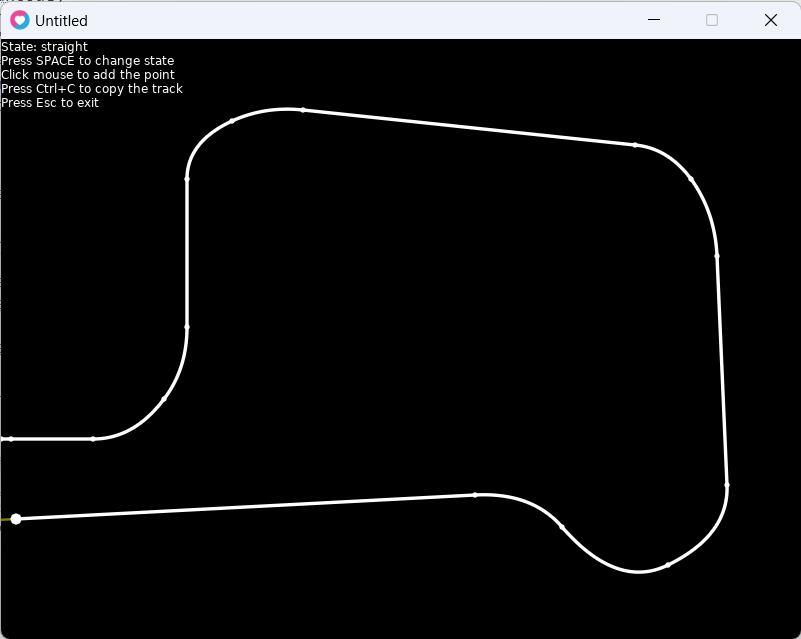 Untitled
State: straight
Press SPACE to change state
Click mouse to add the point
Press Ctrl+C to copy the track
Press Esc to exit